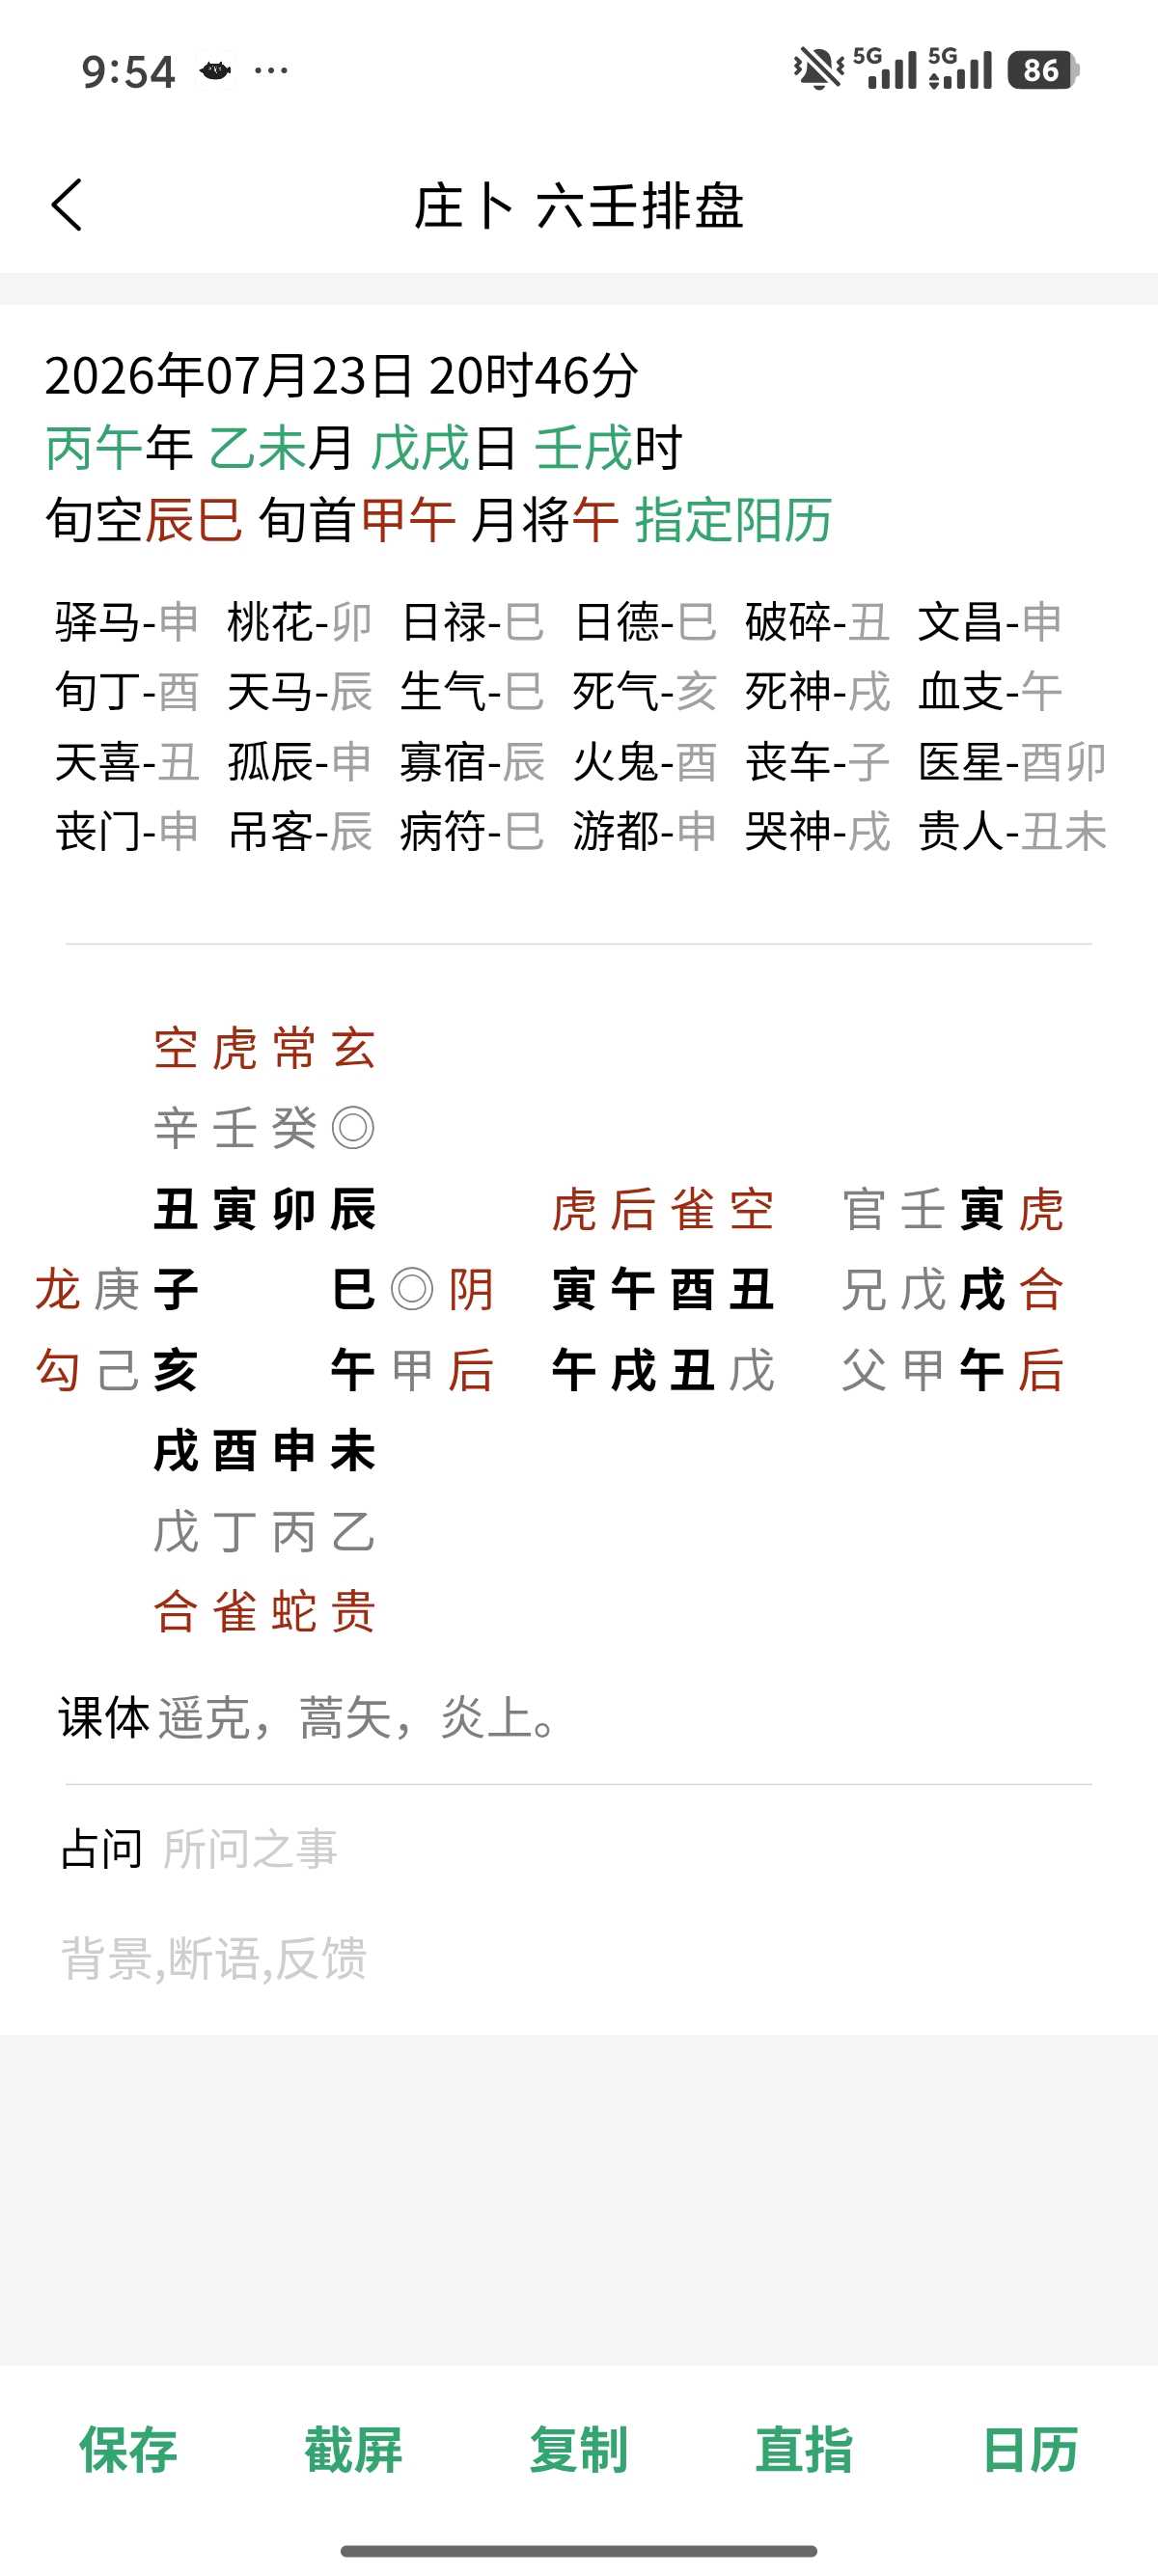 9:54 ··· 5G 5G 86
庄卜 六壬排盘
2026年07月23日 20时46分
丙午年 乙未月 戊戌日 壬戌时
旬空辰巳 旬首甲午 月将午 指定阳历
驿马-申 桃花-卯 日禄-巳 日德-巳 破碎-丑 文昌-申
旬丁-酉 天马-辰 生气-巳 死气-亥 死神-戌 血支-午
天喜-丑 孤辰-申 寡宿-辰 火鬼-酉 丧车-子 医星-酉卯
丧门-申 吊客-辰 病符-巳 游都-申 哭神-戌 贵人-丑未
空 虎 常 玄
辛 壬 癸 ◎
丑 寅 卯 辰 虎 后 雀 空 官 壬 寅 虎
龙 庚 子 巳 ◎ 阴 寅 午 酉 丑 兄 戊 戌 合
勾 己 亥 午 甲 后 午 戌 丑 戊 父 甲 午 后
戌 酉 申 未
戊 丁 丙 乙
合 雀 蛇 贵
课体 遥克，蒿矢，炎上。
占问 所问之事
背景,断语,反馈
保存 截屏 复制 直指 日历